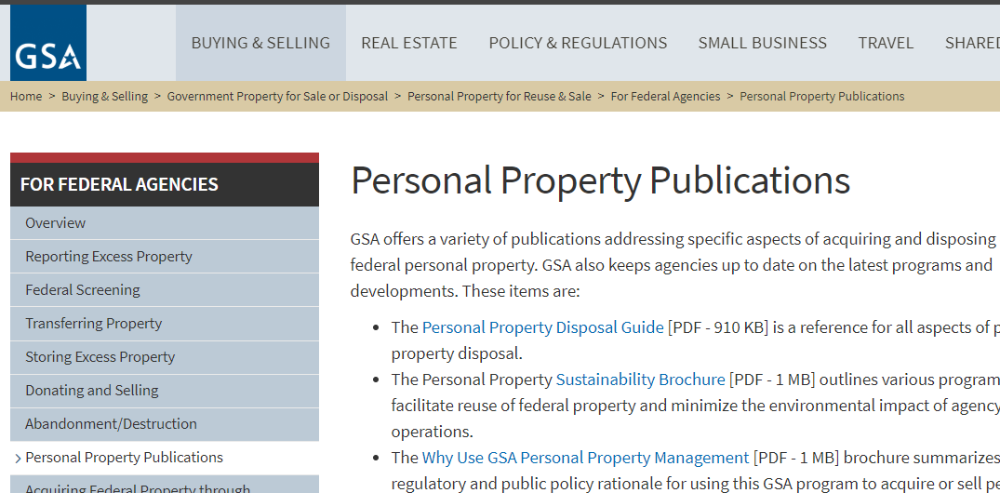 GSA
BUYING & SELLING REAL ESTATE POLICY & REGULATIONS SMALL BUSINESS TRAVEL SHARED
Home > Buying & Selling > Government Property for Sale or Disposal > Personal Property for Reuse & Sale > For Federal Agencies > Personal Property Publications
FOR FEDERAL AGENCIES
Overview
Reporting Excess Property
Federal Screening
Transferring Property
Storing Excess Property
Donating and Selling
Abandonment/Destruction
> Personal Property Publications
Acquiring Federal Property through
Personal Property Publications
GSA offers a variety of publications addressing specific aspects of acquiring and disposing
federal personal property. GSA also keeps agencies up to date on the latest programs and
developments. These items are:
• The Personal Property Disposal Guide [PDF - 910 KB] is a reference for all aspects of
property disposal.
• The Personal Property Sustainability Brochure [PDF - 1 MB] outlines various program
facilitate reuse of federal property and minimize the environmental impact of agency
operations.
• The Why Use GSA Personal Property Management [PDF - 1 MB] brochure summarizes
regulatory and public policy rationale for using this GSA program to acquire or sell